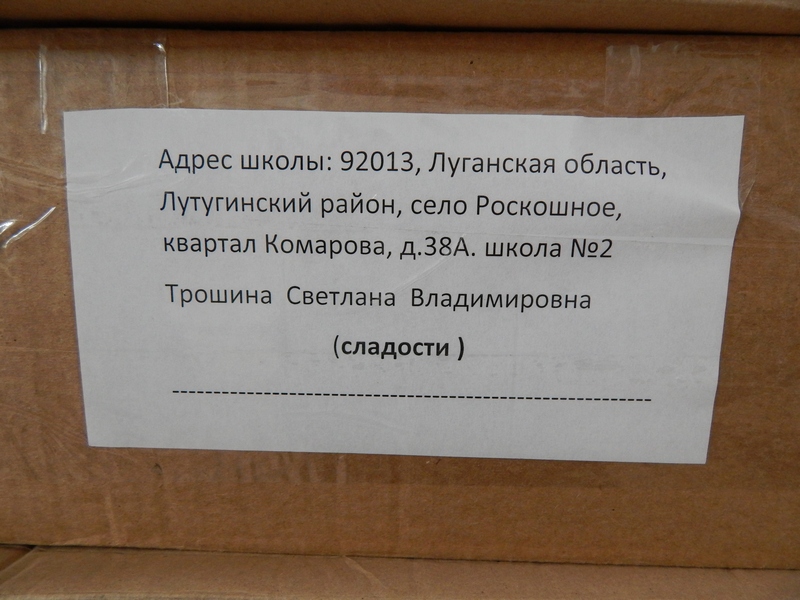 Адрес школы: 92013, Луганская область,
Лутугинский район, село Роскошное,
квартал Комарова, д.38А. школа №2
Трошина Светлана Владимировна
(сладости )
----------------------------------------------------------